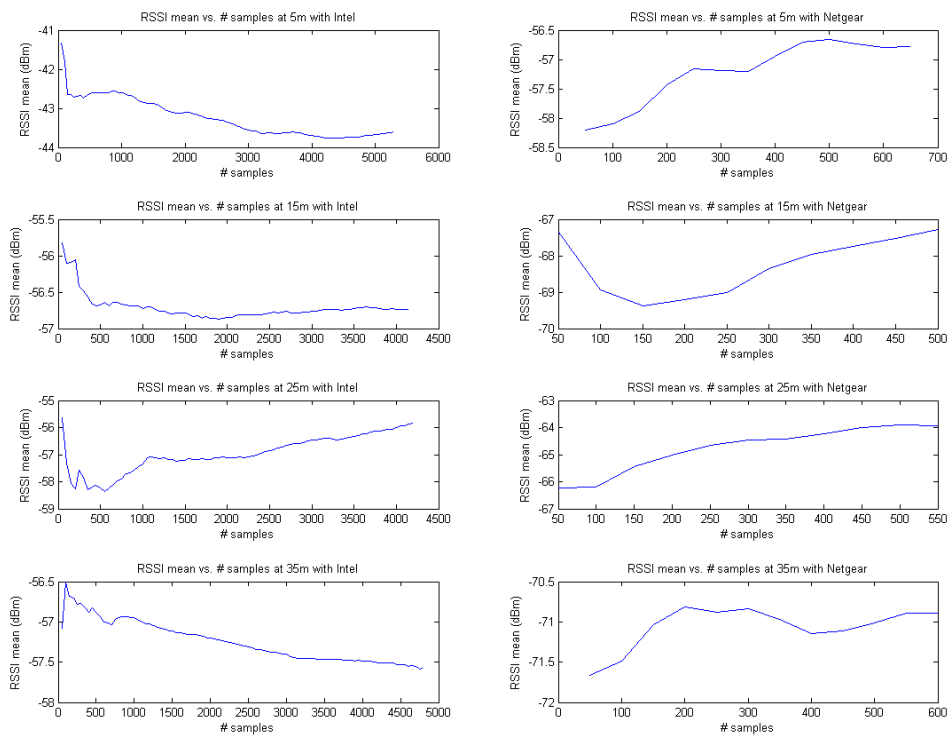 RSSI mean vs. # samples at 5m with Intel
RSSI mean (dBm)
-41
-42
-43
-44
0 1000 2000 3000 4000 5000 6000
# samples
RSSI mean vs. # samples at 5m with Netgear
RSSI mean (dBm)
-56.5
-57
-57.5
-58
-58.5
0 100 200 300 400 500 600 700
# samples
RSSI mean vs. # samples at 15m with Intel
RSSI mean (dBm)
-55.5
-56
-56.5
-57
0 500 1000 1500 2000 2500 3000 3500 4000 4500
# samples
RSSI mean vs. # samples at 15m with Netgear
RSSI mean (dBm)
-67
-68
-69
-70
50 100 150 200 250 300 350 400 450 500
# samples
RSSI mean vs. # samples at 25m with Intel
RSSI mean (dBm)
-55
-56
-57
-58
-59
0 500 1000 1500 2000 2500 3000 3500 4000 4500
# samples
RSSI mean vs. # samples at 25m with Netgear
RSSI mean (dBm)
-63
-64
-65
-66
-67
50 100 150 200 250 300 350 400 450 500 550
# samples
RSSI mean vs. # samples at 35m with Intel
RSSI mean (dBm)
-56.5
-57
-57.5
-58
0 500 1000 1500 2000 2500 3000 3500 4000 4500 5000
# samples
RSSI mean vs. # samples at 35m with Netgear
RSSI mean (dBm)
-70.5
-71
-71.5
-72
0 100 200 300 400 500 600
# samples